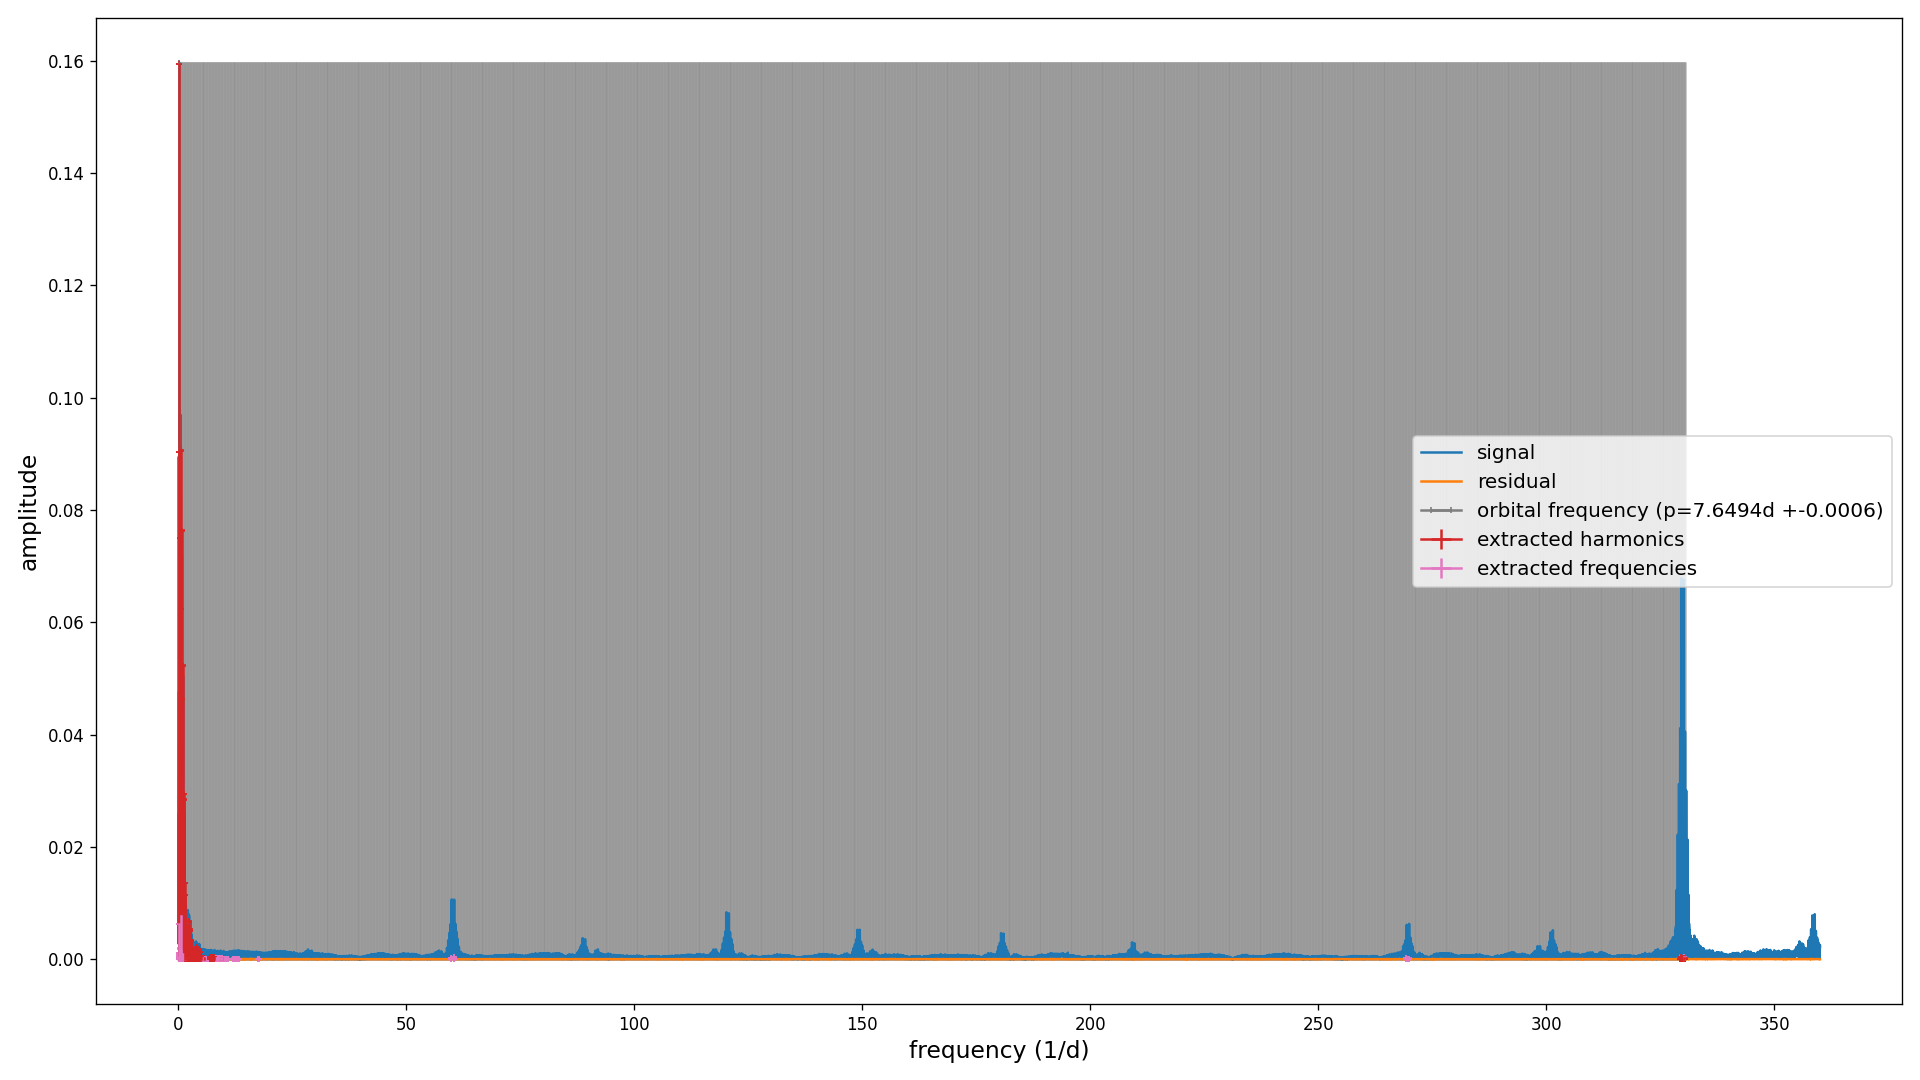 0.16
0.14
0.12
0.10
0.08
0.06
0.04
0.02
0.00
amplitude
0 50 100 150 200 250 300 350
frequency (1/d)
signal
residual
orbital frequency (p=7.6494d +-0.0006)
extracted harmonics
extracted frequencies